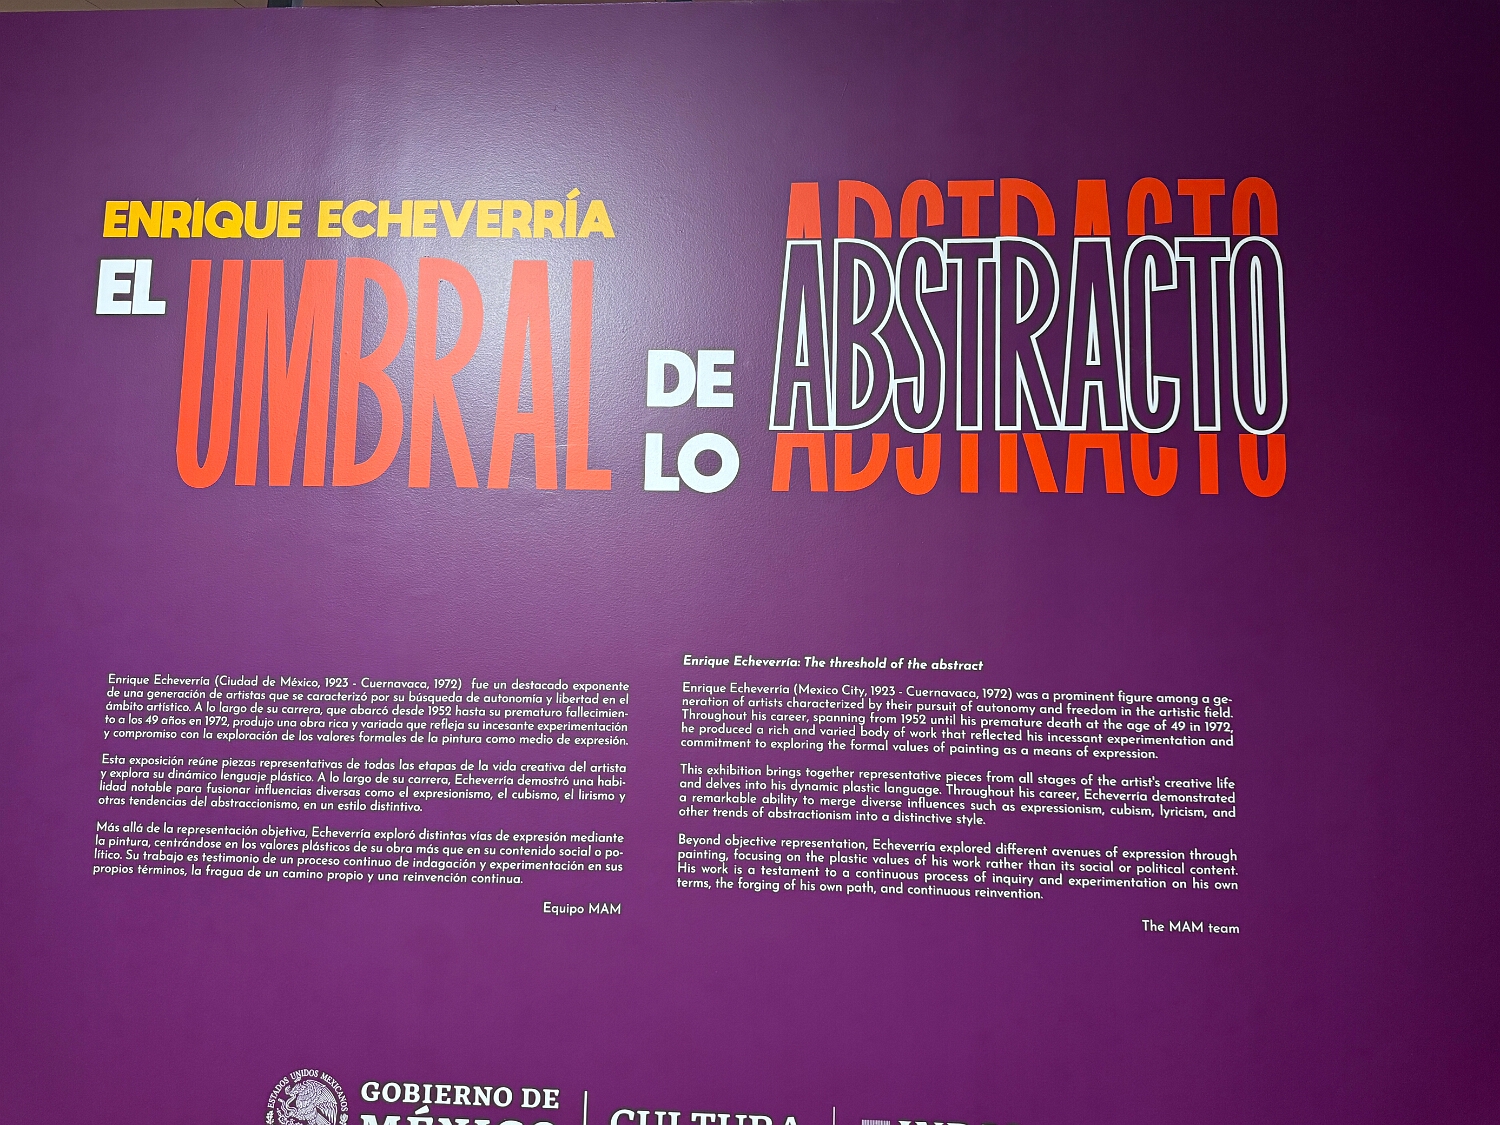 ENRIQUE ECHEVERRÍA
EL UMBRAL DE LO ABSTRACTO
Enrique Echeverría (Ciudad de México, 1923 - Cuernavaca, 1972) fue un destacado exponente
de una generación de artistas que se caracterizó por su búsqueda de autonomía y libertad en el
ámbito artístico. A lo largo de su carrera, que abarcó desde 1952 hasta su prematuro fallecimien-
to a los 49 años en 1972, produjo una obra rica y variada que refleja su incesante experimentación
y compromiso con la exploración de los valores formales de la pintura como medio de expresión.
Esta exposición reúne piezas representativas de todas las etapas de la vida creativa del artista
y explora su dinámico lenguaje plástico. A lo largo de su carrera, Echeverría demostró una habi-
lidad notable para fusionar influencias diversas como el expresionismo, el cubismo, el lirismo y
otras tendencias del abstraccionismo, en un estilo distintivo.
Más allá de la representación objetiva, Echeverría exploró distintas vías de expresión mediante
la pintura, centrándose en los valores plásticos de su obra más que en su contenido social o po-
lítico. Su trabajo es testimonio de un proceso continuo de indagación y experimentación en sus
propios términos, la fragua de un camino propio y una reinvención continua.
Equipo MAM
Enrique Echeverría: The threshold of the abstract
Enrique Echeverría (Mexico City, 1923 - Cuernavaca, 1972) was a prominent figure among a ge-
neration of artists characterized by their pursuit of autonomy and freedom in the artistic field.
Throughout his career, spanning from 1952 until his premature death at the age of 49 in 1972,
he produced a rich and varied body of work that reflected his incessant experimentation and
commitment to exploring the formal values of painting as a means of expression.
This exhibition brings together representative pieces from all stages of the artist's creative life
and delves into his dynamic plastic language. Throughout his career, Echeverría demonstrated
a remarkable ability to merge diverse influences such as expressionism, cubism, lyricism, and
other trends of abstractionism into a distinctive style.
Beyond objective representation, Echeverría explored different avenues of expression through
painting, focusing on the plastic values of his work rather than its social or political content.
His work is a testament to a continuous process of inquiry and experimentation on his own
terms, the forging of his own path, and continuous reinvention.
The MAM team
ESTADOS UNIDOS MEXICANOS
GOBIERNO DE
MÉXICO
CULTURA